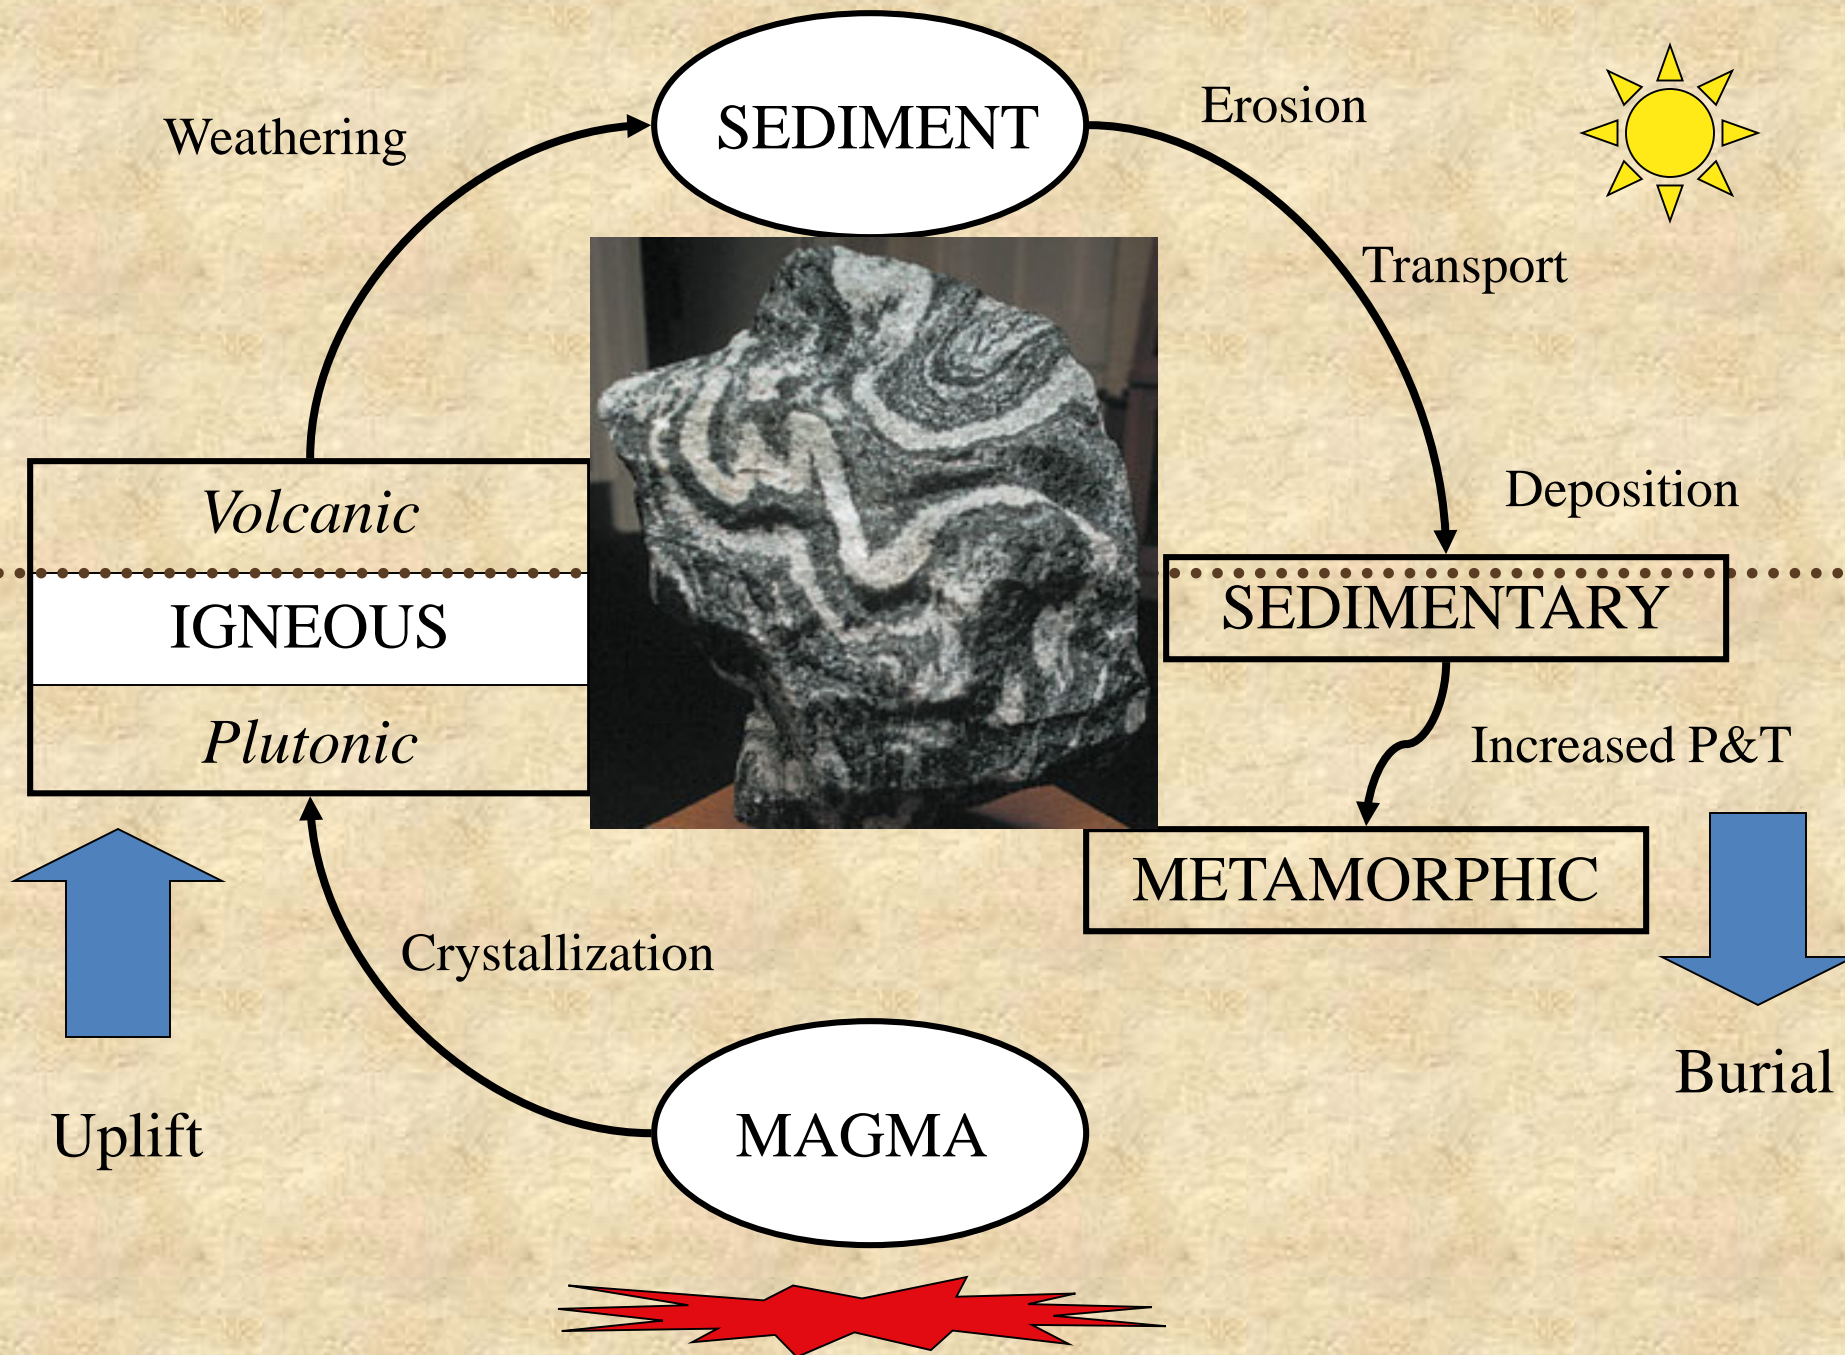 SEDIMENT
Weathering
Erosion
Transport
Volcanic
Deposition
IGNEOUS
SEDIMENTARY
Plutonic
Increased P&T
METAMORPHIC
Crystallization
Burial
Uplift
MAGMA